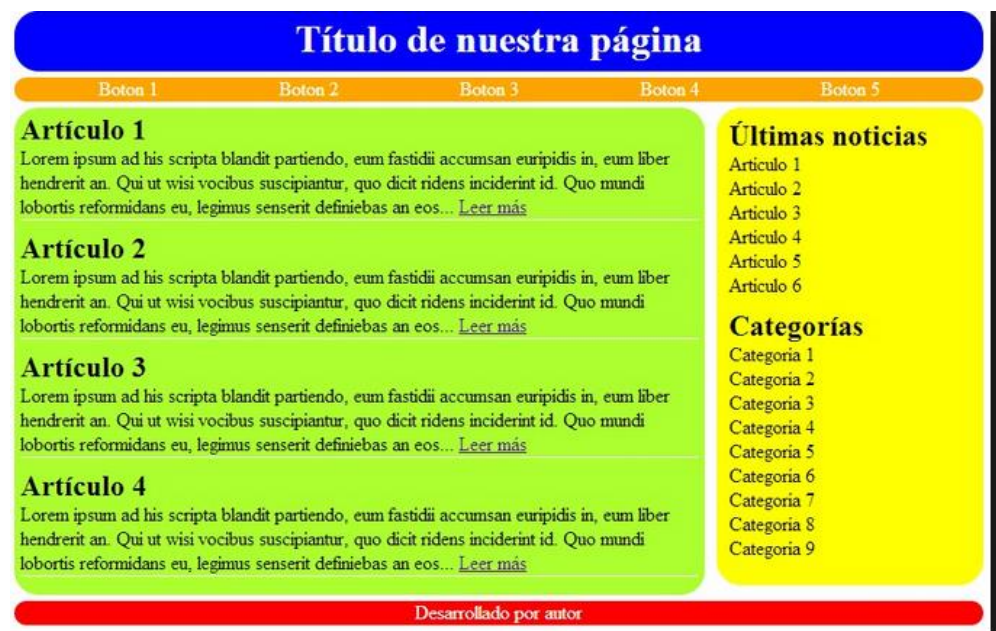 Título de nuestra página
Boton 1 Boton 2 Boton 3 Boton 4 Boton 5
Artículo 1
Lorem ipsum ad his scripta blandit partiendo, eum fastidii accumsan euripidis in, eum liber
hendrerit an. Qui ut wisi vocibus suscipiantur, quo dicit ridens inciderint id. Quo mundi
lobortis reformidans eu, legimus senserit definiebas an eos... Leer más
Artículo 2
Lorem ipsum ad his scripta blandit partiendo, eum fastidii accumsan euripidis in, eum liber
hendrerit an. Qui ut wisi vocibus suscipiantur, quo dicit ridens inciderint id. Quo mundi
lobortis reformidans eu, legimus senserit definiebas an eos... Leer más
Artículo 3
Lorem ipsum ad his scripta blandit partiendo, eum fastidii accumsan euripidis in, eum liber
hendrerit an. Qui ut wisi vocibus suscipiantur, quo dicit ridens inciderint id. Quo mundi
lobortis reformidans eu, legimus senserit definiebas an eos... Leer más
Artículo 4
Lorem ipsum ad his scripta blandit partiendo, eum fastidii accumsan euripidis in, eum liber
hendrerit an. Qui ut wisi vocibus suscipiantur, quo dicit ridens inciderint id. Quo mundi
lobortis reformidans eu, legimus senserit definiebas an eos... Leer más
Últimas noticias
Articulo 1
Articulo 2
Articulo 3
Articulo 4
Articulo 5
Articulo 6
Categorías
Categoria 1
Categoria 2
Categoria 3
Categoria 4
Categoria 5
Categoria 6
Categoria 7
Categoria 8
Categoria 9
Desarrollado por autor